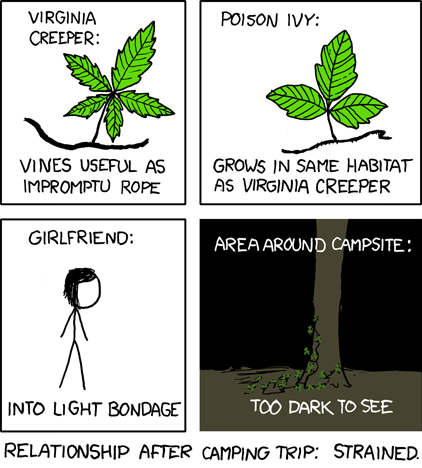 VIRGINIA
CREEPER:
VINES USEFUL AS
IMPROMPTU ROPE
POISON IVY:
GROWS IN SAME HABITAT
AS VIRGINIA CREEPER
GIRLFRIEND:
INTO LIGHT BONDAGE
AREA AROUND CAMPSITE:
TOO DARK TO SEE
RELATIONSHIP AFTER CAMPING TRIP: STRAINED.